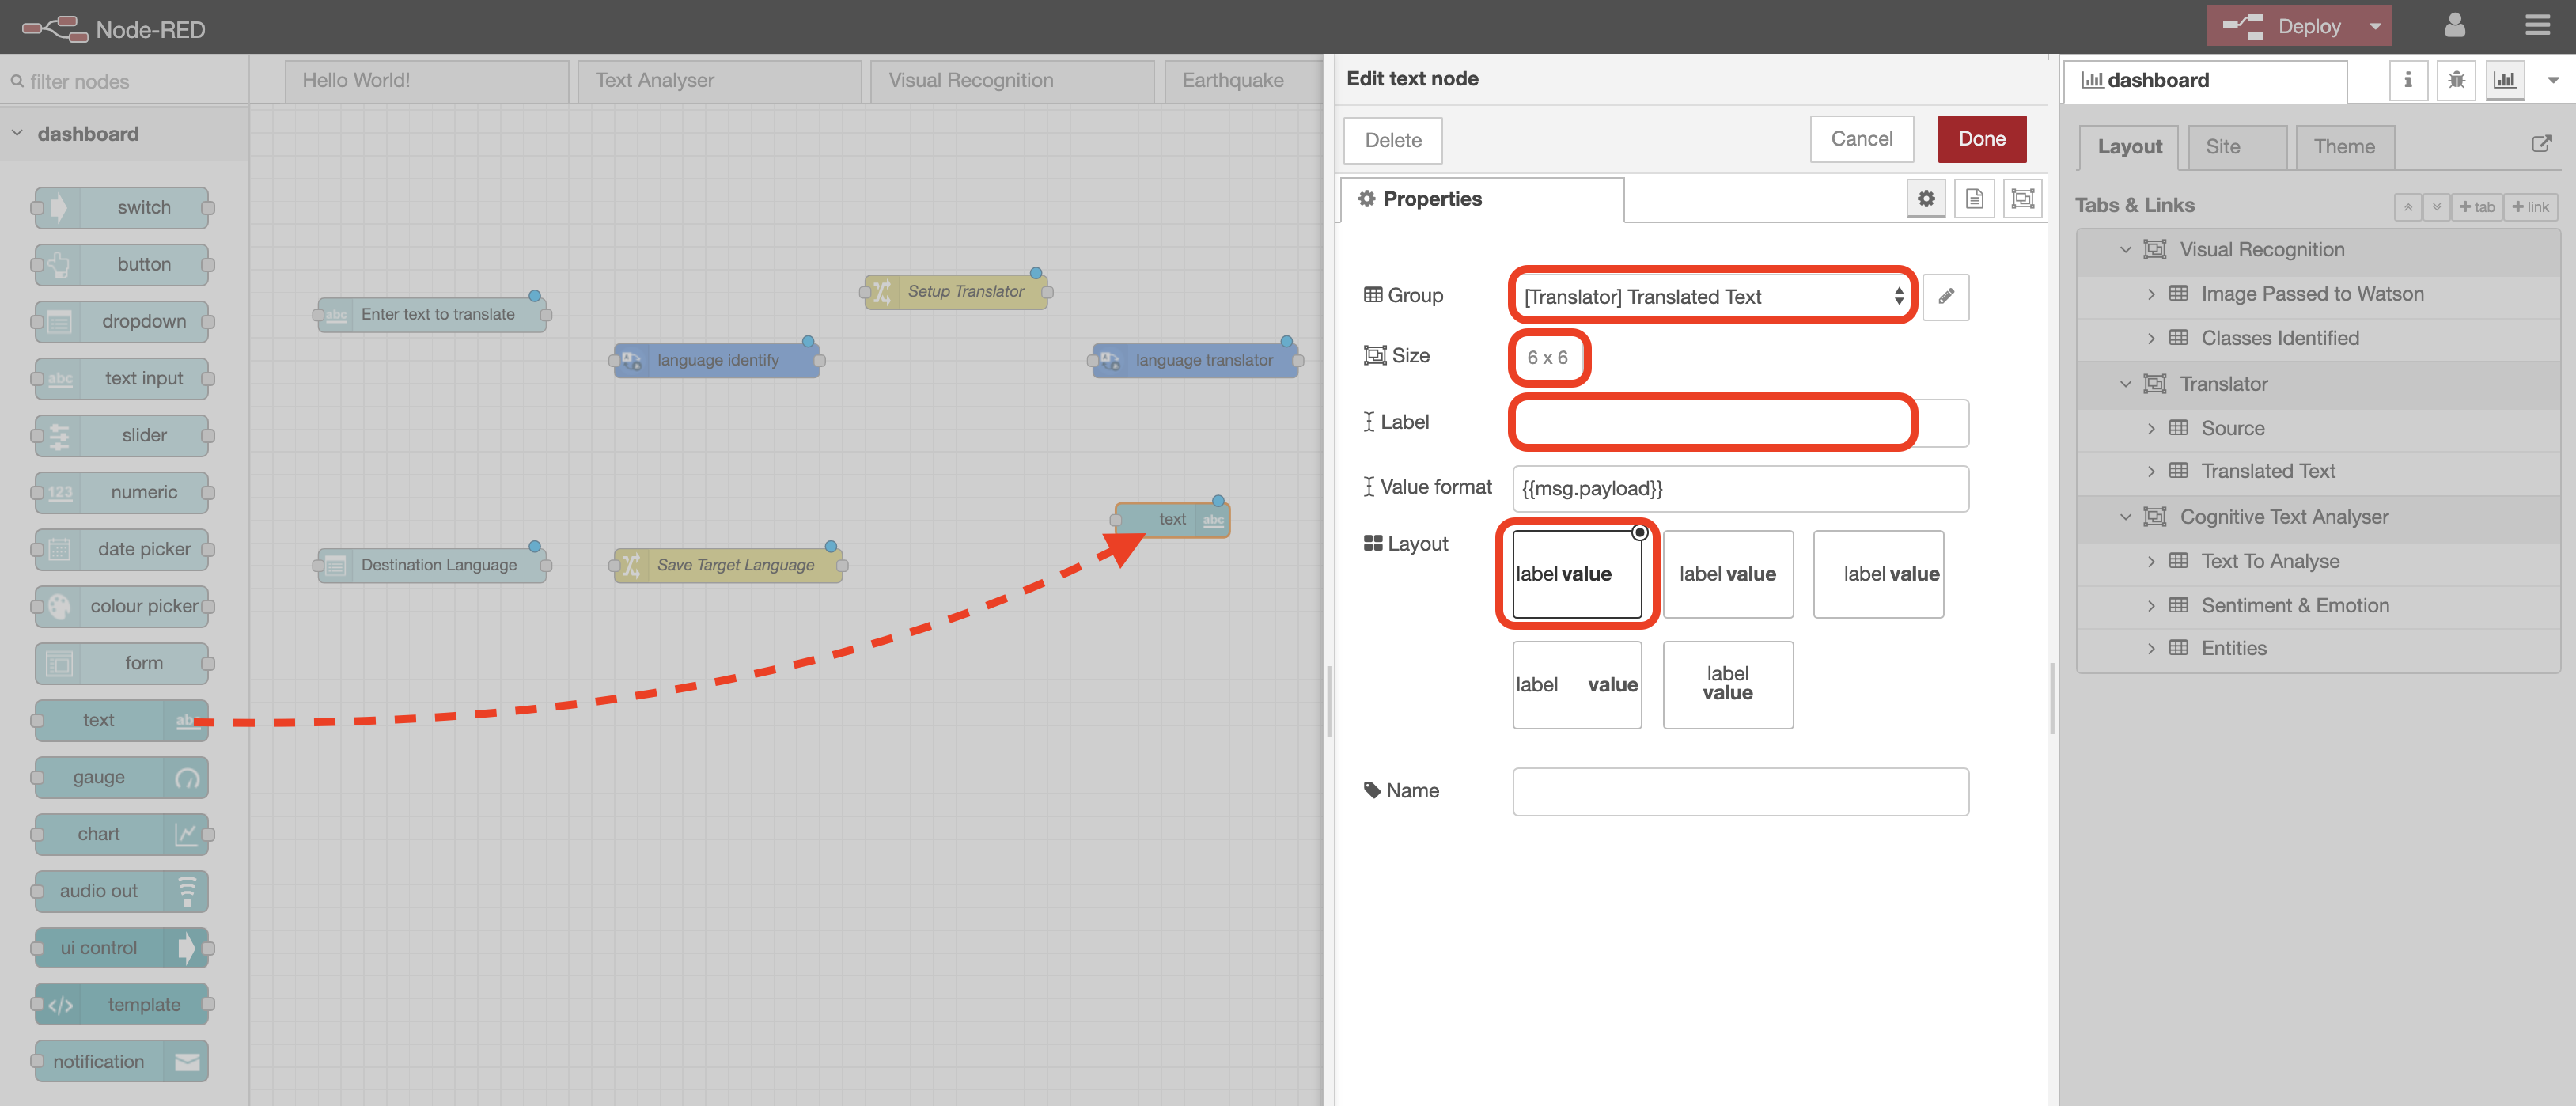 Node-RED
Deploy
filter nodes
Hello World!
Text Analyser
Visual Recognition
Earthquake
dashboard
switch
button
dropdown
abc text input
slider
123 numeric
date picker
colour picker
form
text abc
gauge
chart
audio out
ui control
</> template
notification
Setup Translator
abc Enter text to translate
language identify
language translator
text abc
Destination Language
Save Target Language
Edit text node
Delete
Cancel
Done
Properties
Group
[Translator] Translated Text
Size
6 x 6
Label
Value format
{{msg.payload}}
Layout
label value
label value
label value
label value
label
value
Name
dashboard
i
Layout
Site
Theme
Tabs & Links
+ tab
+ link
Visual Recognition
Image Passed to Watson
Classes Identified
Translator
Source
Translated Text
Cognitive Text Analyser
Text To Analyse
Sentiment & Emotion
Entities